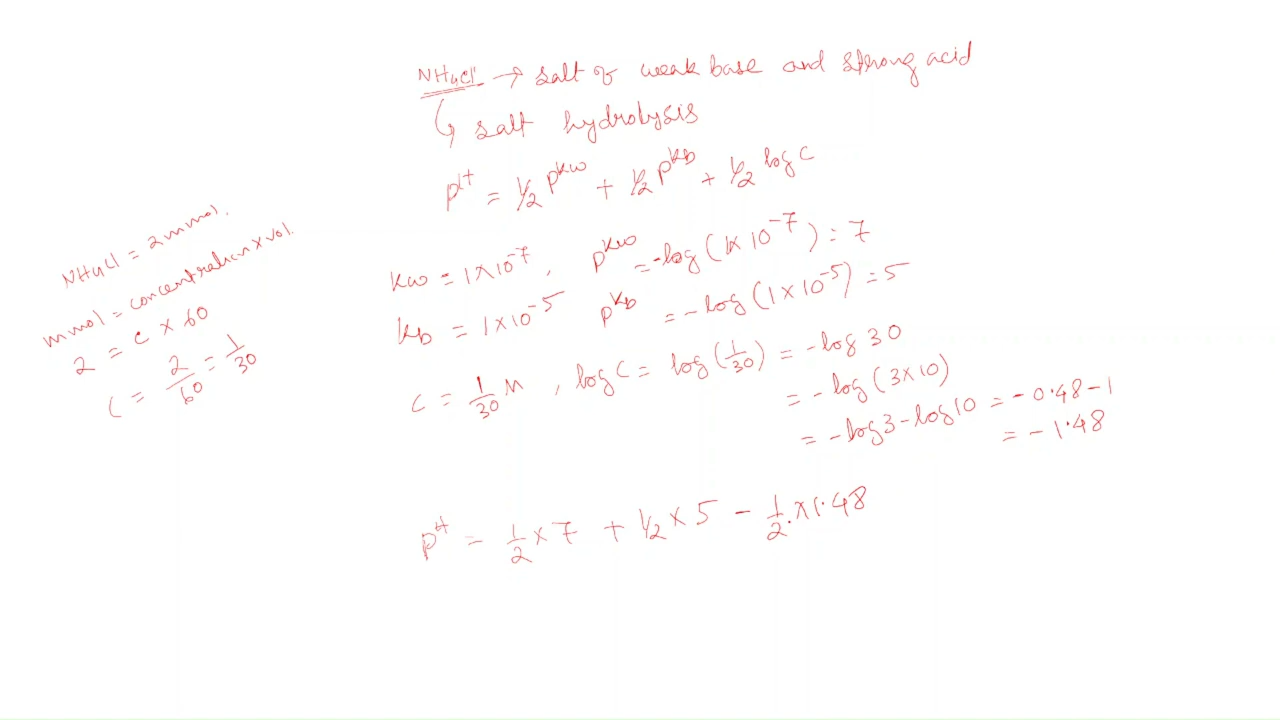 NH4Cl → salt of weak base and strong acid
↳ salt hydrolysis
pH = 1/2 pKw + 1/2 pKb + 1/2 log C
NH4Cl = 2 mmol.
mmol = concentration × vol.
2 = C × 60
C = 2/60 = 1/30
Kw = 1×10^-7, pKw = -log(1×10^-7) = 7
Kb = 1×10^-5 pKb = -log(1×10^-5) = 5
C = 1/30 M, log C = log(1/30) = -log 30
= -log(3×10)
= -log3 - log10 = -0.48-1
= -1.48
pH = 1/2 × 7 + 1/2 × 5 - 1/2.×1.48